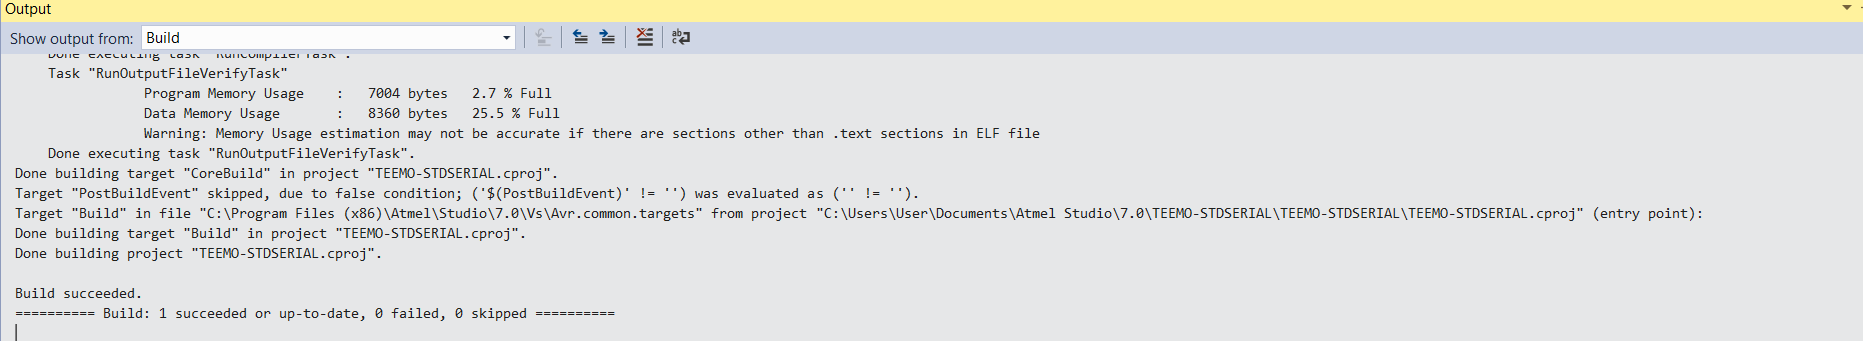 Output
Show output from: Build
Done executing task "RunCompilerTask".
Task "RunOutputFileVerifyTask"
Program Memory Usage : 7004 bytes 2.7 % Full
Data Memory Usage : 8360 bytes 25.5 % Full
Warning: Memory Usage estimation may not be accurate if there are sections other than .text sections in ELF file
Done executing task "RunOutputFileVerifyTask".
Done building target "CoreBuild" in project "TEEMO-STDSERIAL.cproj".
Target "PostBuildEvent" skipped, due to false condition; ('$(PostBuildEvent)' != '') was evaluated as ('' != '').
Target "Build" in file "C:\Program Files (x86)\Atmel\Studio\7.0\Vs\Avr.common.targets" from project "C:\Users\User\Documents\Atmel Studio\7.0\TEEMO-STDSERIAL\TEEMO-STDSERIAL\TEEMO-STDSERIAL.cproj" (entry point):
Done building target "Build" in project "TEEMO-STDSERIAL.cproj".
Done building project "TEEMO-STDSERIAL.cproj".
Build succeeded.
========== Build: 1 succeeded or up-to-date, 0 failed, 0 skipped ==========